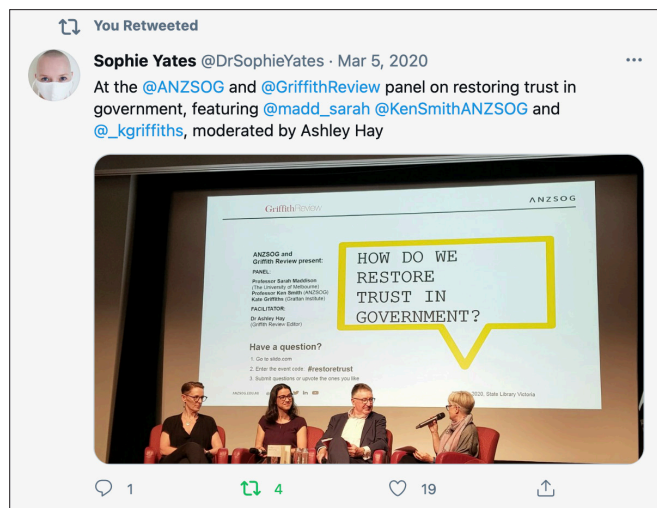 You Retweeted
Sophie Yates @DrSophieYates · Mar 5, 2020
At the @ANZSOG and @GriffithReview panel on restoring trust in
government, featuring @madd_sarah @KenSmithANZSOG and
@_kgriffiths, moderated by Ashley Hay
GriffithREVIEW
ANZSOG
ANZSOG and
Griffith Review present:
PANEL:
Professor Sarah Maddison
(The University of Melbourne)
Professor Ken Smith (ANZSOG)
Kate Griffiths (Grattan Institute)
FACILITATOR:
Dr Ashley Hay
(Griffith Review Editor)
Have a question?
1. Go to slido.com
2. Enter the event code: #restoretrust
3. Submit questions or upvote the ones you like
HOW DO WE
RESTORE
TRUST IN
GOVERNMENT?
2020, State Library Victoria
1
4
19